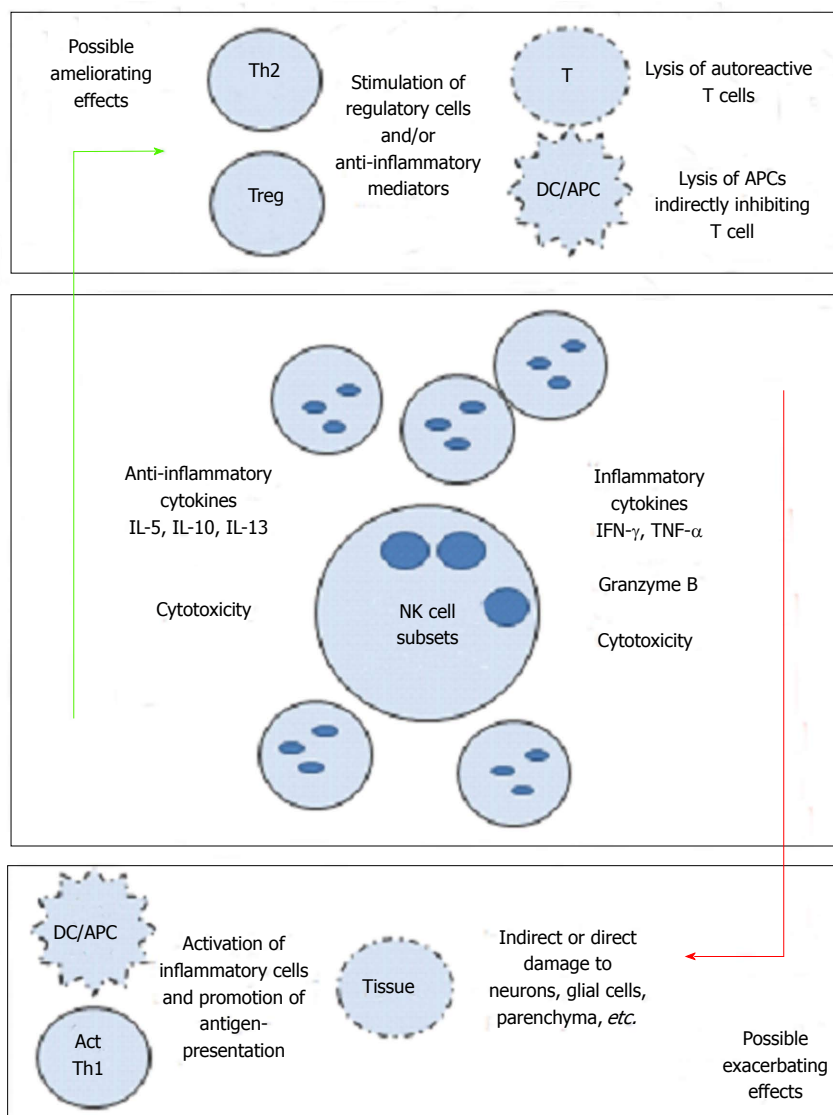 Possible
ameliorating
effects
Th2
Treg
Stimulation of
regulatory cells
and/or
anti-inflammatory
mediators
T
DC/APC
Lysis of autoreactive
T cells
Lysis of APCs
indirectly inhibiting
T cell
Anti-inflammatory
cytokines
IL-5, IL-10, IL-13
Cytotoxicity
NK cell
subsets
Inflammatory
cytokines
IFN-γ, TNF-α
Granzyme B
Cytotoxicity
DC/APC
Act
Th1
Activation of
inflammatory cells
and promotion of
antigen-
presentation
Tissue
Indirect or direct
damage to
neurons, glial cells,
parenchyma, etc.
Possible
exacerbating
effects